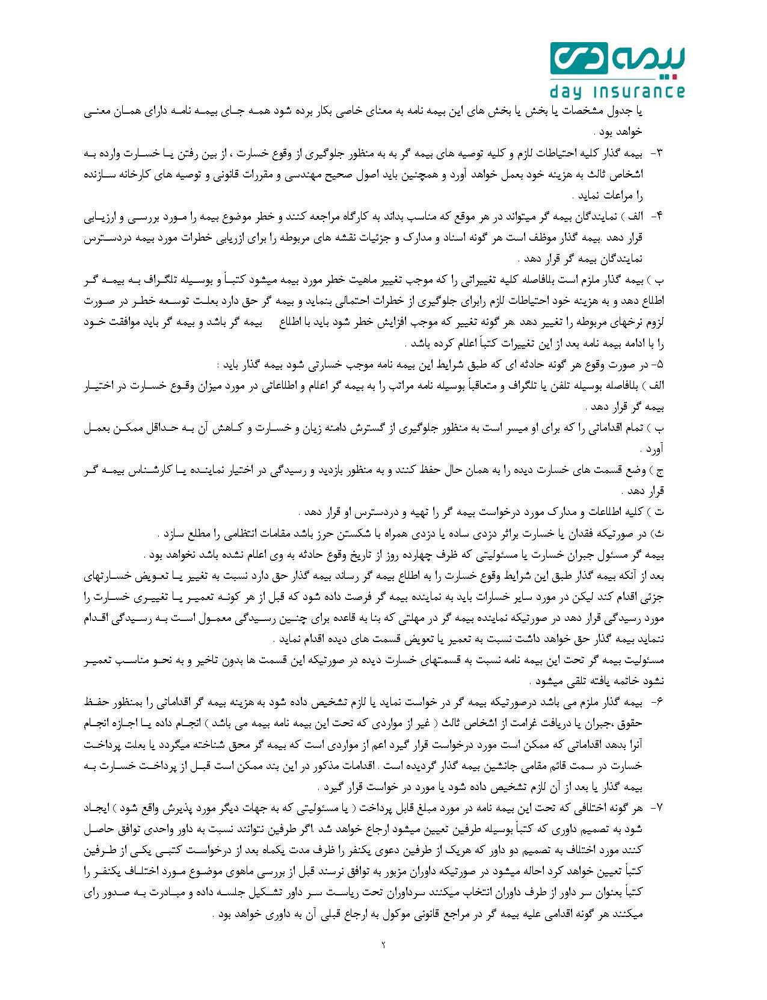 بیمه دی
day insurance
یا جدول مشخصات یا بخش یا بخش های این بیمه نامه به معنای خاصی بکار برده شود همه جای بیمه نامه دارای همان معنی
خواهد بود .
۳- بیمه گذار کلیه احتیاطات لازم و کلیه توصیه های بیمه گر به به منظور جلوگیری از وقوع خسارت ، از بین رفتن یا خسارت وارده به
اشخاص ثالث به هزینه خود بعمل خواهد آورد و همچنین باید اصول صحیح مهندسی و مقررات قانونی و توصیه های کارخانه سازنده
را مراعات نماید .
۴- الف ) نمایندگان بیمه گر میتواند در هر موقع که مناسب بداند به کارگاه مراجعه کنند و خطر موضوع بیمه را مورد بررسی و ارزیابی
قرار دهد .بیمه گذار موظف است هر گونه اسناد و مدارک و جزئیات نقشه های مربوطه را برای ازریابی خطرات مورد بیمه دردسترس
نمایندگان بیمه گر قرار دهد .
ب ) بیمه گذار ملزم است بلافاصله کلیه تغییراتی را که موجب تغییر ماهیت خطر مورد بیمه میشود کتباً و بوسیله تلگراف به بیمه گر
اطلاع دهد و به هزینه خود احتیاطات لازم رابرای جلوگیری از خطرات احتمالی بنماید و بیمه گر حق دارد بعلت توسعه خطر در صورت
لزوم نرخهای مربوطه را تغییر دهد .هر گونه تغییر که موجب افزایش خطر شود باید با اطلاع بیمه گر باشد و بیمه گر باید موافقت خود
را با ادامه بیمه نامه بعد از این تغییرات کتباً اعلام کرده باشد .
۵- در صورت وقوع هر گونه حادثه ای که طبق شرایط این بیمه نامه موجب خسارتی شود بیمه گذار باید :
الف ) بلافاصله بوسیله تلفن یا تلگراف و متعاقباً بوسیله نامه مراتب را به بیمه گر اعلام و اطلاعاتی در مورد میزان وقوع خسارت در اختیار
بیمه گر قرار دهد .
ب ) تمام اقداماتی را که برای او میسر است به منظور جلوگیری از گسترش دامنه زیان و خسارت و کاهش آن به حداقل ممکن بعمل
آورد .
ج ) وضع قسمت های خسارت دیده را به همان حال حفظ کنند و به منظور بازدید و رسیدگی در اختیار نماینده یا کارشناس بیمه گر
قرار دهد .
ت ) کلیه اطلاعات و مدارک مورد درخواست بیمه گر را تهیه و دردسترس او قرار دهد .
ث) در صورتیکه فقدان یا خسارت براثر دزدی ساده یا دزدی همراه با شکستن حرز باشد مقامات انتظامی را مطلع سازد .
بیمه گر مسئول جبران خسارت یا مسئولیتی که ظرف چهارده روز از تاریخ وقوع حادثه به وی اعلام نشده باشد نخواهد بود .
بعد از آنکه بیمه گذار طبق این شرایط وقوع خسارت را به اطلاع بیمه گر رساند بیمه گذار حق دارد نسبت به تغییر یا تعویض خسارتهای
جزئی اقدام کند لیکن در مورد سایر خسارات باید به نماینده بیمه گر فرصت داده شود که قبل از هر کونه تعمیر یا تغییری خسارت را
مورد رسیدگی قرار دهد در صورتیکه نماینده بیمه گر در مهلتی که بنا به قاعده برای چنین رسیدگی معمول است به رسیدگی اقدام
ننماید بیمه گذار حق خواهد داشت نسبت به تعمیر یا تعویض قسمت های دیده اقدام نماید .
مسئولیت بیمه گر تحت این بیمه نامه نسبت به قسمتهای خسارت دیده در صورتیکه این قسمت ها بدون تاخیر و به نحو مناسب تعمیر
نشود خاتمه یافته تلقی میشود .
۶- بیمه گذار ملزم می باشد درصورتیکه بیمه گر در خواست نماید یا لازم تشخیص داده شود به هزینه بیمه گر اقداماتی را بمنظور حفظ
حقوق ،جبران یا دریافت غرامت از اشخاص ثالث ( غیر از مواردی که تحت این بیمه نامه بیمه می باشد ) انجام داده یا اجازه انجام
آنرا بدهد اقداماتی که ممکن است مورد درخواست قرار گیرد اعم از مواردی است که بیمه گر محق شناخته میگردد یا بعلت پرداخت
خسارت در سمت قائم مقامی جانشین بیمه گذار گردیده است . اقدامات مذکور در این بند ممکن است قبل از پرداخت خسارت به
بیمه گذار یا بعد از آن لازم تشخیص داده شود یا مورد در خواست قرار گیرد .
۷- هر گونه اختلافی که تحت این بیمه نامه در مورد مبلغ قابل پرداخت ( یا مسئولیتی که به جهات دیگر مورد پذیرش واقع شود ) ایجاد
شود به تصمیم داوری که کتباً بوسیله طرفین تعیین میشود ارجاع خواهد شد .اگر طرفین نتوانند نسبت به داور واحدی توافق حاصل
کنند مورد اختلاف به تصمیم دو داور که هریک از طرفین دعوی یکنفر را ظرف مدت یکماه بعد از درخواست کتبی یکی از طرفین
کتباً تعیین خواهد کرد احاله میشود در صورتیکه داوران مزبور به توافق نرسند قبل از بررسی ماهوی موضوع مورد اختلاف یکنفر را
کتباً بعنوان سر داور از طرف داوران انتخاب میکنند سرداوران تحت ریاست سر داور تشکیل جلسه داده و مبادرت به صدور رای
میکنند هر گونه اقدامی علیه بیمه گر در مراجع قانونی موکول به ارجاع قبلی آن به داوری خواهد بود .
۲